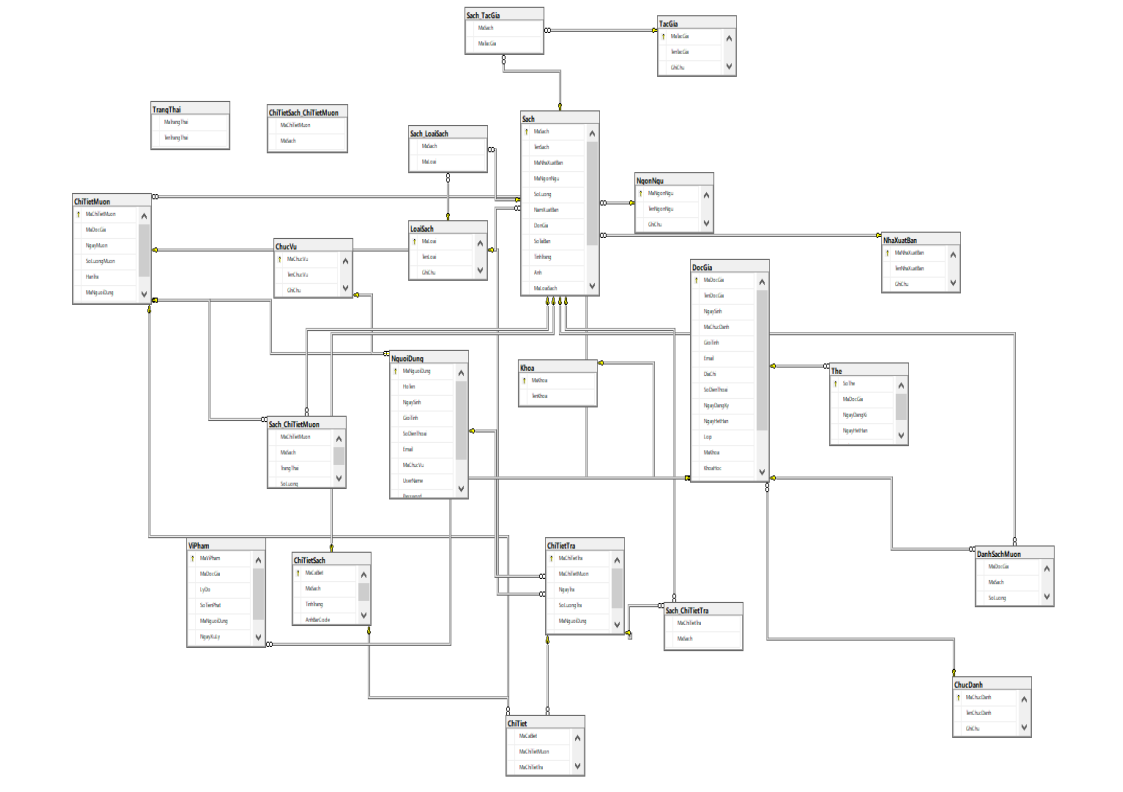 Sach_TacGia
MaSach
MaTacGia
TacGia
MaTacGia
TenTacGia
GhiChu
TrangThai
MaTrangThai
TenTrangThai
ChiTietSach_ChiTietMuon
MaChiTietMuon
MaSach
Sach_LoaiSach
MaSach
MaLoai
Sach
MaSach
TenSach
MaNhaXuatBan
MaNgonNgu
SoLuong
NamXuatBan
DonGia
SoTaiBan
TinhTrang
Anh
MaLoaiSach
NgonNgu
MaNgonNgu
TenNgonNgu
GhiChu
ChiTietMuon
MaChiTietMuon
MaDocGia
NgayMuon
SoLuongMuon
HanTra
MaNguoiDung
ChucVu
MaChucVu
TenChucVu
GhiChu
LoaiSach
MaLoai
TenLoai
GhiChu
NhaXuatBan
MaNhaXuatBan
TenNhaXuatBan
GhiChu
DocGia
MaDocGia
TenDocGia
NgaySinh
MaChucDanh
GioiTinh
Email
DiaChi
SoDienThoai
NgayDangKy
NgayHetHan
Lop
MaKhoa
KhoaHoc
NguoiDung
MaNguoiDung
HoTen
NgaySinh
GioiTinh
SoDienThoai
Email
MaChucVu
UserName
Password
Khoa
MaKhoa
TenKhoa
The
SoThe
MaDocGia
NgayDangKi
NgayHetHan
Sach_ChiTietMuon
MaChiTietMuon
MaSach
TrangThai
SoLuong
ViPham
MaViPham
MaDocGia
LyDo
SoTienPhat
MaNguoiDung
NgayXuLy
ChiTietSach
MaCaBiet
MaSach
TinhTrang
AnhBarCode
ChiTietTra
MaChiTietTra
MaChiTietMuon
NgayTra
SoLuongTra
MaNguoiDung
Sach_ChiTietTra
MaChiTietTra
MaSach
DanhSachMuon
MaDocGia
MaSach
SoLuong
ChucDanh
MaChucDanh
TenChucDanh
GhiChu
ChiTiet
MaCaBiet
MaChiTietMuon
MaChiTietTra